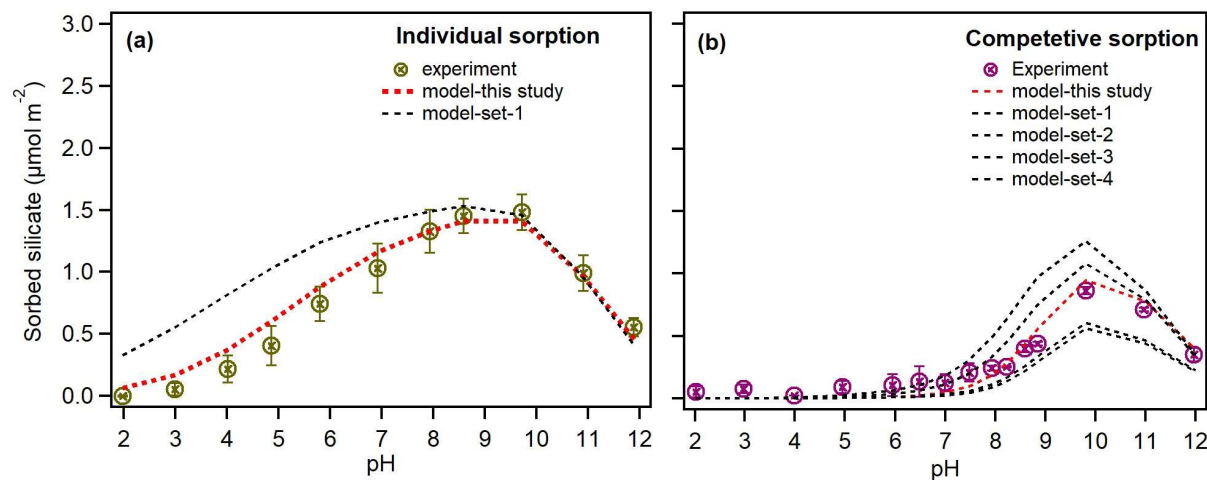 (a)
Individual sorption
experiment
model-this study
model-set-1
Sorbed silicate (µmol m⁻²)
3.0
2.5
2.0
1.5
1.0
0.5
0.0
2 3 4 5 6 7 8 9 10 11 12
pH
(b)
Competetive sorption
Experiment
model-this study
model-set-1
model-set-2
model-set-3
model-set-4
2 3 4 5 6 7 8 9 10 11 12
pH